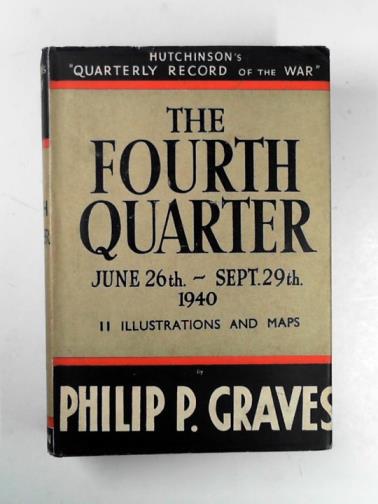 HUTCHINSON's
"QUARTERLY RECORD OF THE WAR"
THE
FOURTH
QUARTER
JUNE 26th. ~ SEPT. 29th.
1940
11 ILLUSTRATIONS AND MAPS
by
PHILIP P. GRAVES